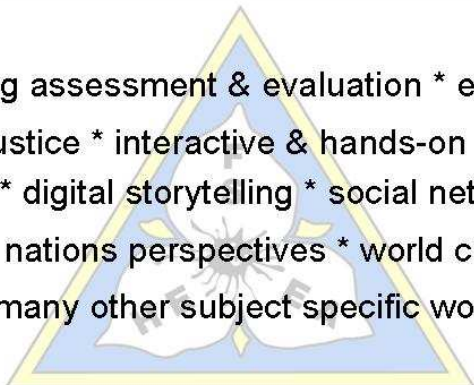 g assessment & evaluation * e
ustice * interactive & hands-on
* digital storytelling * social net
nations perspectives * world c
many other subject specific wo